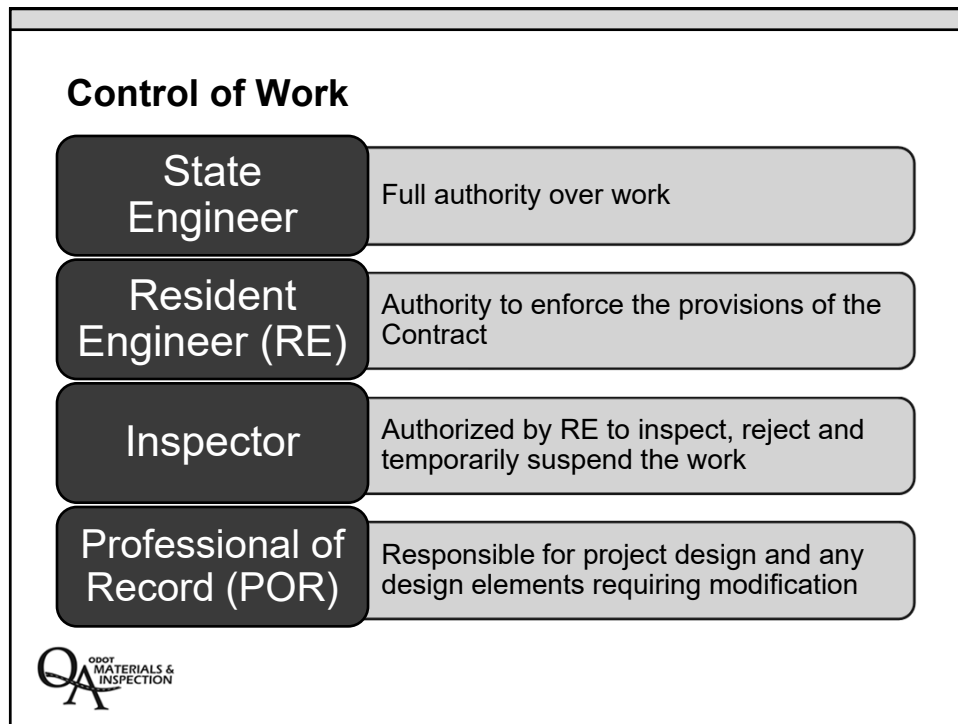 Control of Work
State
Engineer
Full authority over work
Resident
Engineer (RE)
Authority to enforce the provisions of the
Contract
Inspector
Authorized by RE to inspect, reject and
temporarily suspend the work
Professional of
Record (POR)
Responsible for project design and any
design elements requiring modification
QA
ODOT
MATERIALS &
INSPECTION